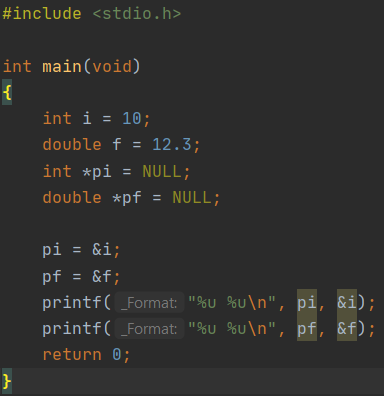 #include <stdio.h>
int main(void)
{
int i = 10;
double f = 12.3;
int *pi = NULL;
double *pf = NULL;
pi = &i;
pf = &f;
printf( _Format: "%u %u\n", pi, &i);
printf( _Format: "%u %u\n", pf, &f);
return 0;
}